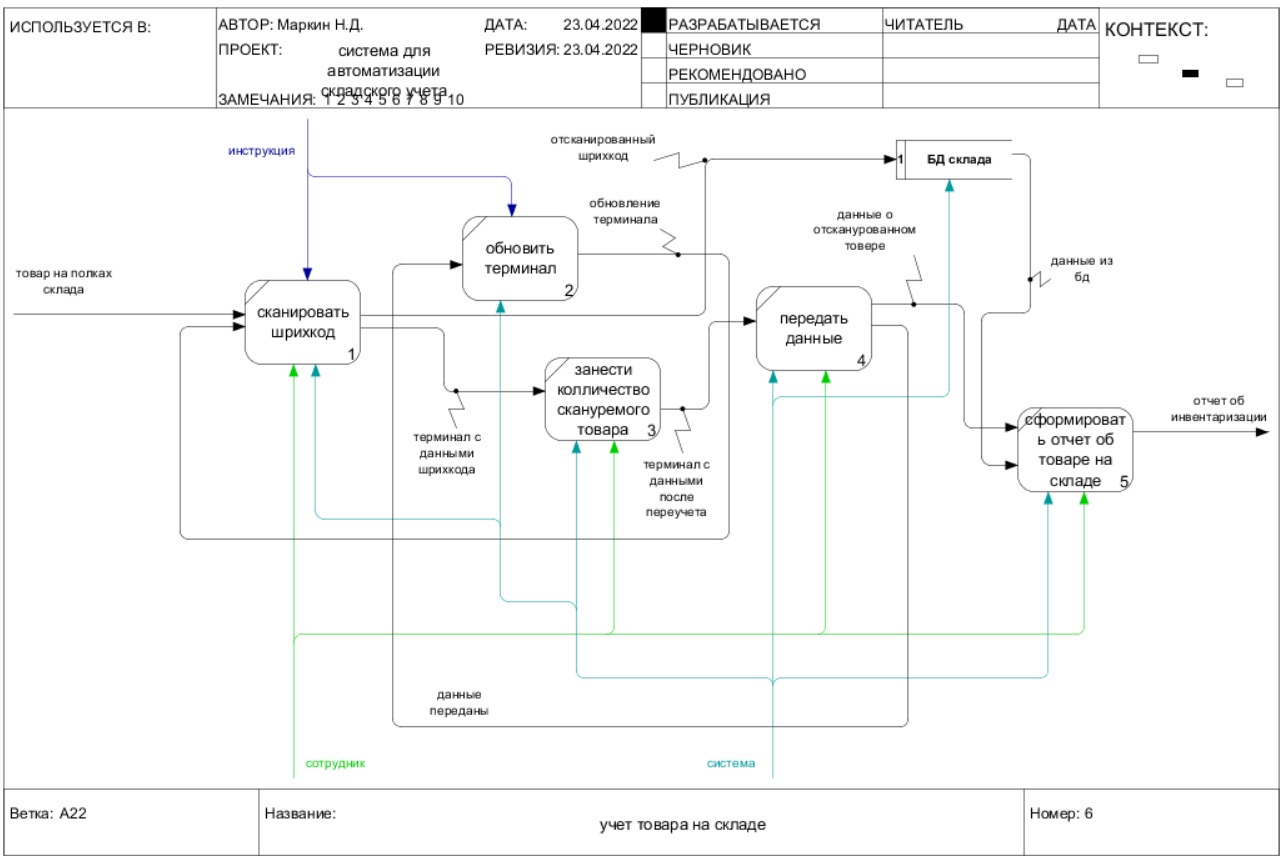 ИСПОЛЬЗУЕТСЯ В:
АВТОР: Маркин Н.Д.
ДАТА: 23.04.2022
ПРОЕКТ: система для
автоматизации
складского учета
РЕВИЗИЯ: 23.04.2022
ЗАМЕЧАНИЯ: 1 2 3 4 5 6 7 8 9 10
РАЗРАБАТЫВАЕТСЯ
ЧЕРНОВИК
РЕКОМЕНДОВАНО
ПУБЛИКАЦИЯ
ЧИТАТЕЛЬ
ДАТА
КОНТЕКСТ:
инструкция
отсканированный
шрихкод
1
БД склада
обновление
терминала
данные о
отсканурованном
товере
обновить
терминал
2
данные из
бд
товар на полках
склада
сканировать
шрихкод
1
передать
данные
4
занести
колличество
скануремого
товара
3
отчет об
инвентаризации
сформироват
ь отчет об
товаре на
складе
5
терминал с
данными
шрихкода
терминал с
данными
после
переучета
данные
переданы
сотрудник
система
Ветка: A22
Название:
учет товара на складе
Номер: 6